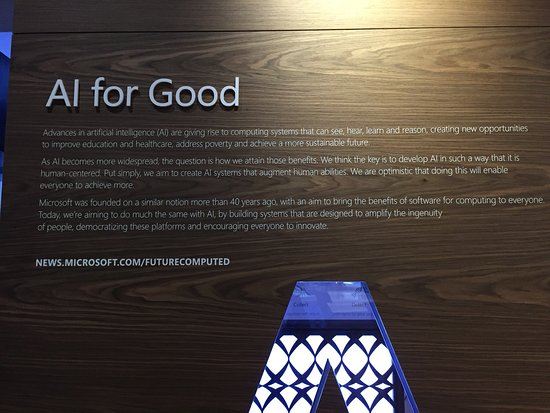 AI for Good
Advances in artificial intelligence (AI) are giving rise to computing systems that can see, hear, learn and reason, creating new opportunities
to improve education and healthcare, address poverty and achieve a more sustainable future.
As AI becomes more widespread, the question is how we attain those benefits. We think the key is to develop AI in such a way that it is
human-centered. Put simply, we aim to create AI systems that augment human abilities. We are optimistic that doing this will enable
everyone to achieve more.
Microsoft was founded on a similar notion more than 40 years ago, with an aim to bring the benefits of software for computing to everyone.
Today, we're aiming to do much the same with AI, by building systems that are designed to amplify the ingenuity
of people, democratizing these platforms and encouraging everyone to innovate.
NEWS.MICROSOFT.COM/FUTURECOMPUTED